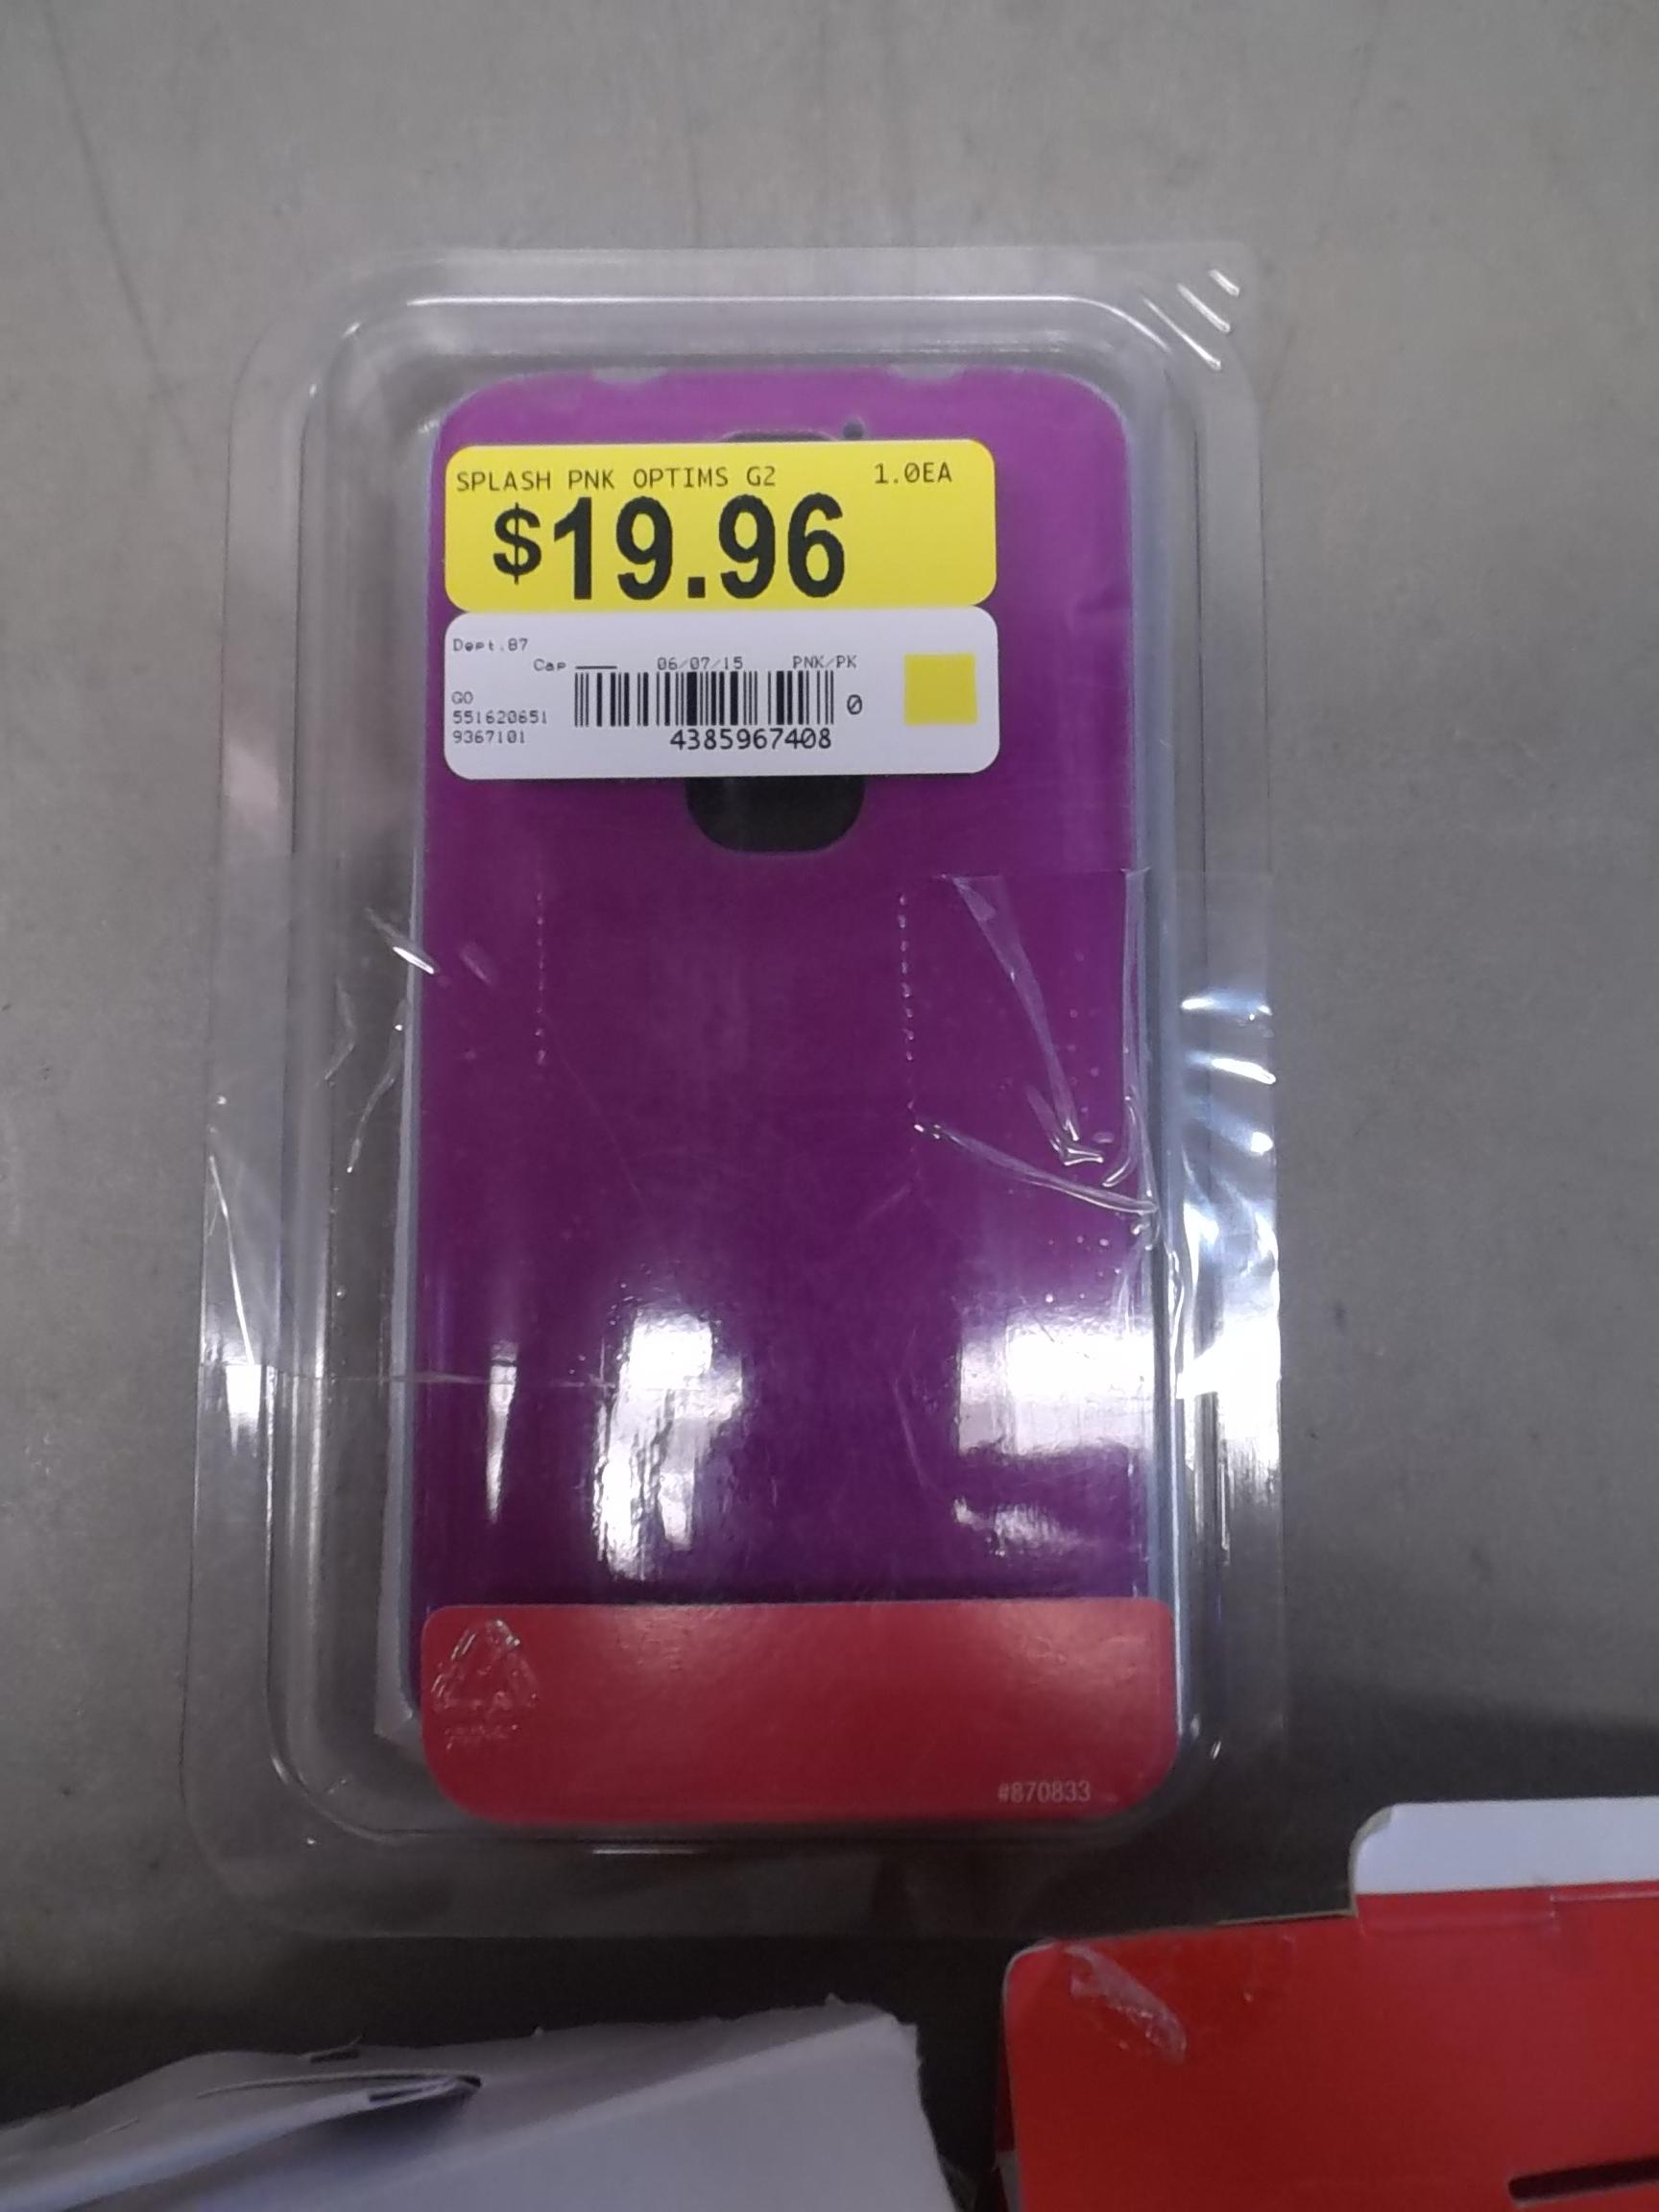 SPLASH PNK OPTIMS G2 1.0EA
$19.96
Dept.87
Cap 06/07/15 PNK/PK
GO
551620651
9367101
0
4385967408
#870833